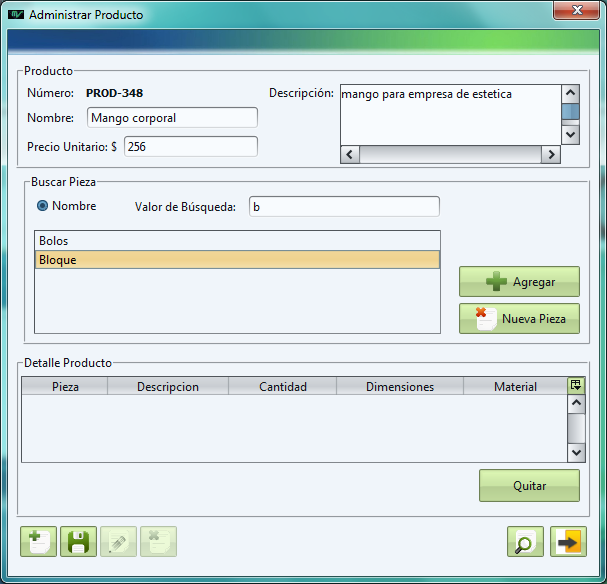 Administrar Producto
Producto
Número: PROD-348
Descripción: mango para empresa de estetica
Nombre: Mango corporal
Precio Unitario: $ 256
Buscar Pieza
Nombre Valor de Búsqueda: b
Bolos
Bloque
Agregar
Nueva Pieza
Detalle Producto
Pieza Descripcion Cantidad Dimensiones Material
Quitar